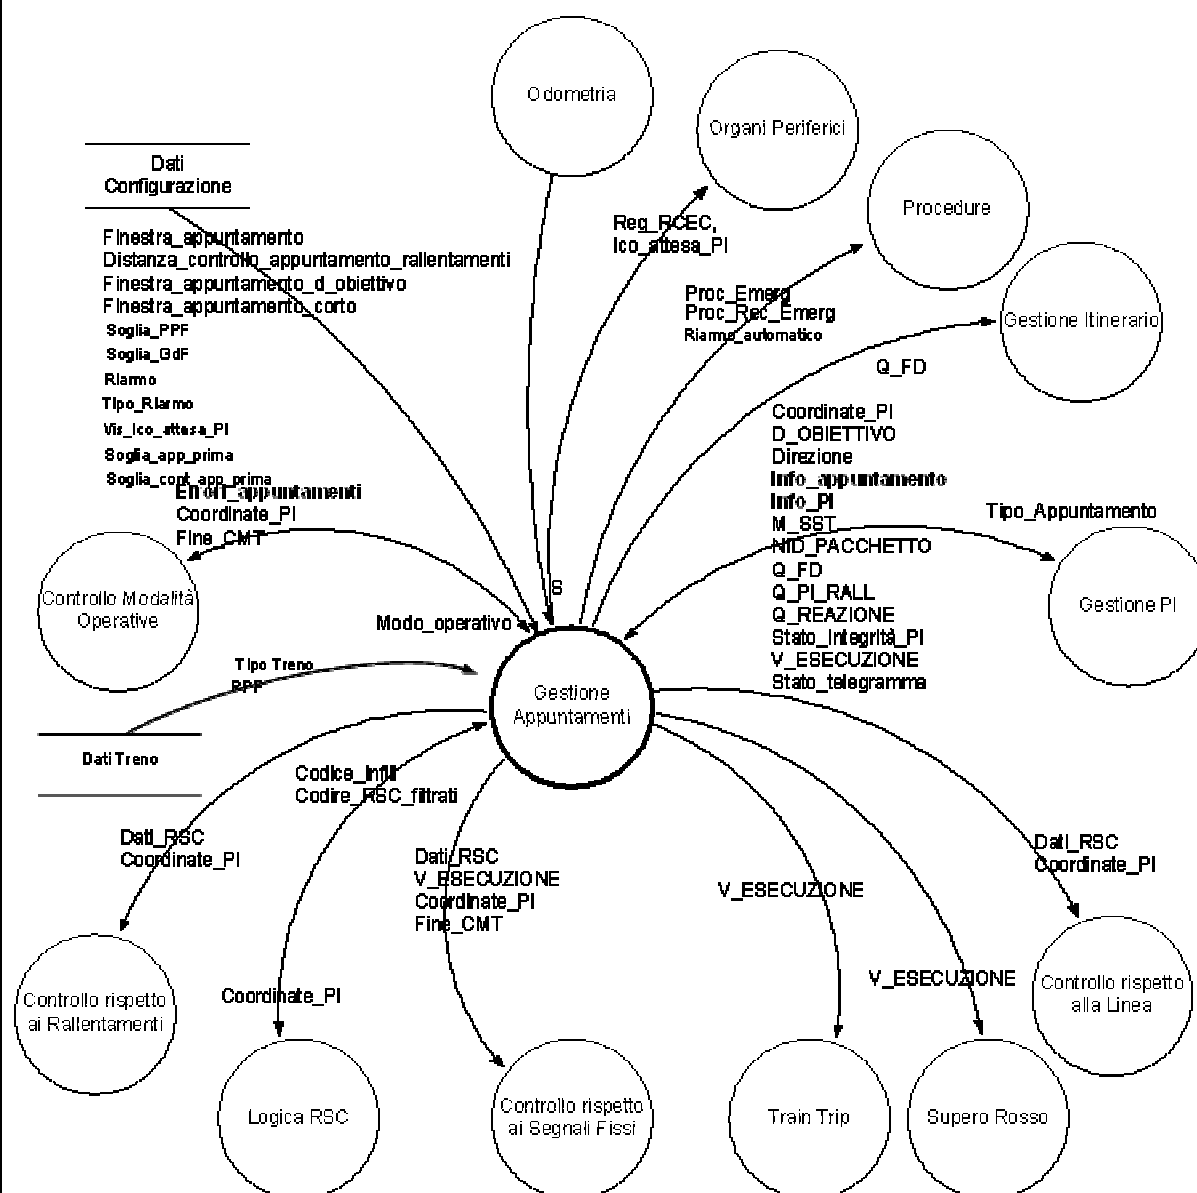 Odometria
Organi Periferici
Procedure
Gestione Itinerario
Dati
Configurazione
Finestra_appuntamento
Distanza_controllo_appuntamento_rallentamenti
Finestra_appuntamento_d_obiettivo
Finestra_appuntamento_corto
Soglia_PPF
Soglia_GdF
Riarmo
Tipo_Riarmo
Vis_ico_attesa_PI
Soglia_app_prima
Soglia_cont_app_prima
Reg_RCEC,
Ico_attesa_PI
Proc_Emerg
Proc_Rec_Emerg
Riarmo_automatico
Q_FD
Errori_appuntamenti
Coordinate_PI
Fine_CMT
Coordinate_PI
D_OBIETTIVO
Direzione
Info_appuntamento
Info_PI
M_SST
NID_PACCHETTO
Q_FD
Q_PI_RALL
Q_REAZIONE
Stato_Integrità_PI
V_ESECUZIONE
Stato_telegramma
Tipo_Appuntamento
Gestione PI
Controllo Modalità
Operative
S
Modo_operativo
Tipo Treno
PPF
Gestione
Appuntamenti
Dati Treno
Codice_Infill
Codice_RSC_filtrati
Dati_RSC
Coordinate_PI
Dati_RSC
V_ESECUZIONE
Coordinate_PI
Fine_CMT
V_ESECUZIONE
Dati_RSC
Coordinate_PI
V_ESECUZIONE
Coordinate_PI
Controllo rispetto
ai Rallentamenti
Logica RSC
Controllo rispetto
ai Segnali Fissi
Train Trip
Supero Rosso
Controllo rispetto
alla Linea